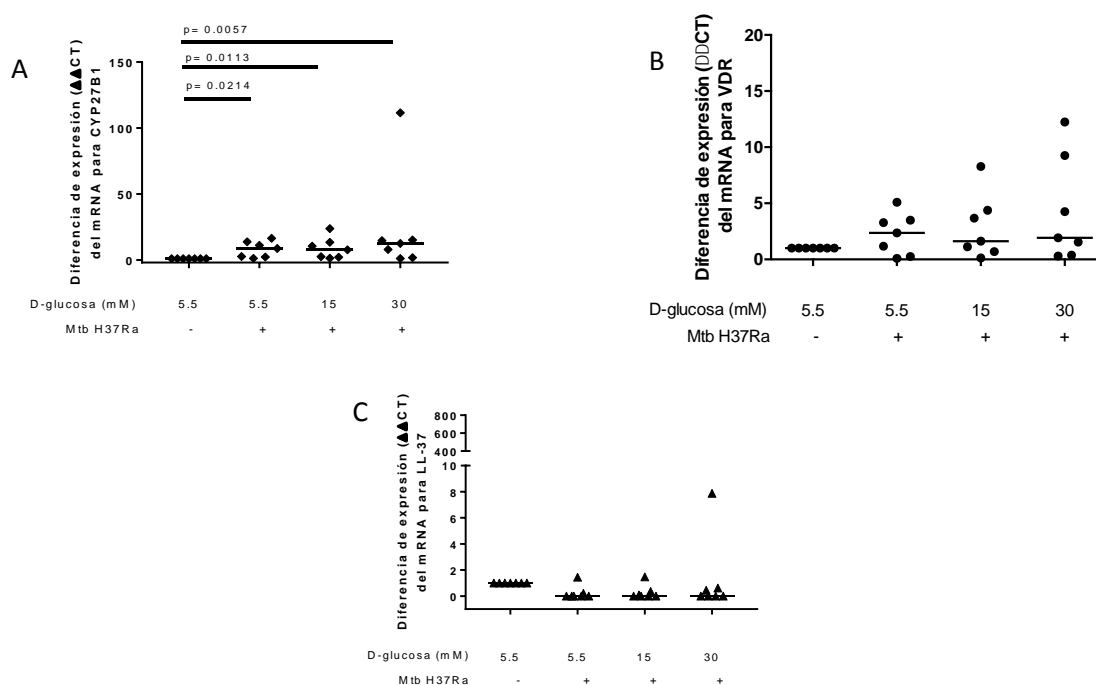 A
p= 0.0057
p= 0.0113
p= 0.0214
Diferencia de expresión (▲▲CT)
del mRNA para CYP27B1
150
100
50
0
D-glucosa (mM) 5.5 5.5 15 30
Mtb H37Ra - + + +
B
Diferencia de expresión (DDCT)
del mRNA para VDR
20
15
10
5
0
D-glucosa (mM) 5.5 5.5 15 30
Mtb H37Ra - + + +
C
Diferencia de expresión (▲▲CT)
del mRNA para LL-37
800
600
400
10
8
6
4
2
0
D-glucosa (mM) 5.5 5.5 15 30
Mtb H37Ra - + + +